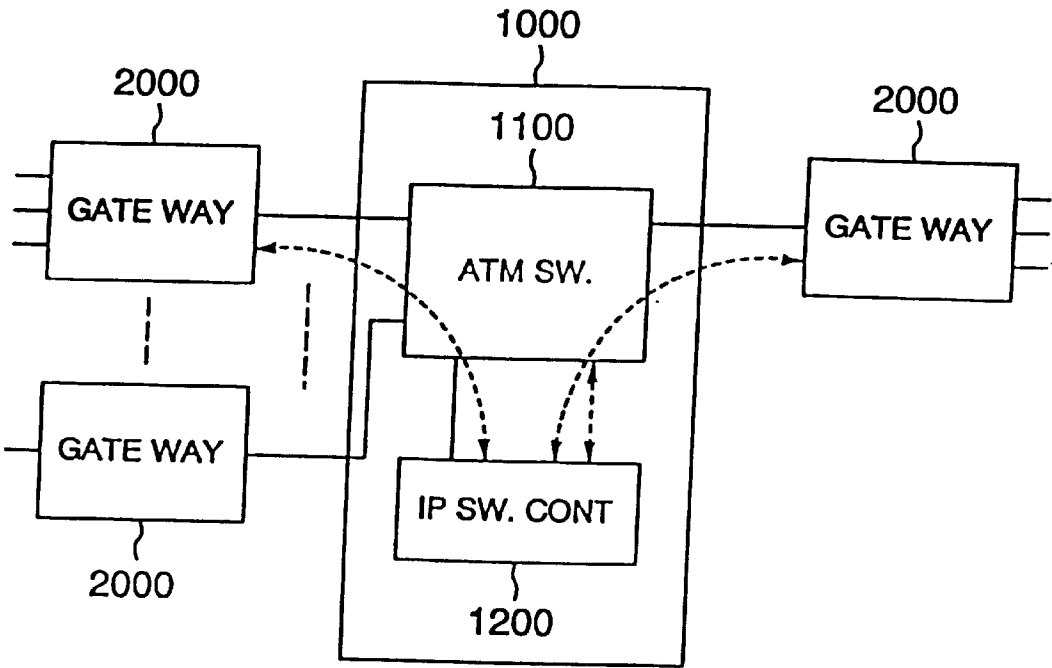 1000
2000
1100
2000
GATE WAY
ATM SW.
GATE WAY
GATE WAY
IP SW. CONT
2000
1200